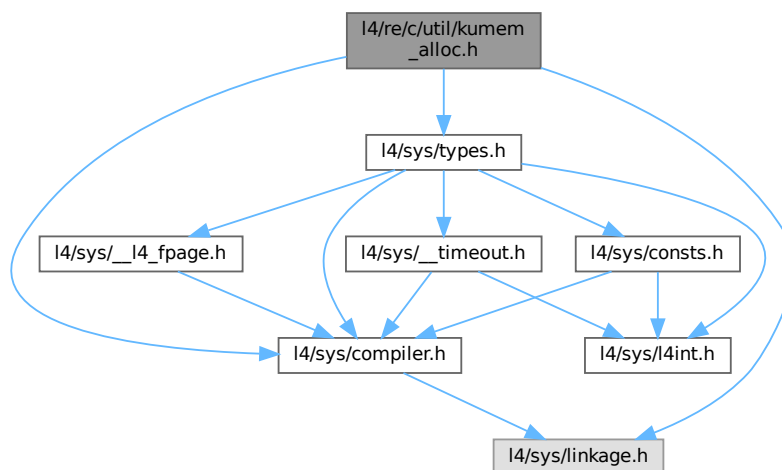 l4/re/c/util/kumem
_alloc.h
l4/sys/types.h
l4/sys/__l4_fpage.h
l4/sys/__timeout.h
l4/sys/consts.h
l4/sys/compiler.h
l4/sys/l4int.h
l4/sys/linkage.h